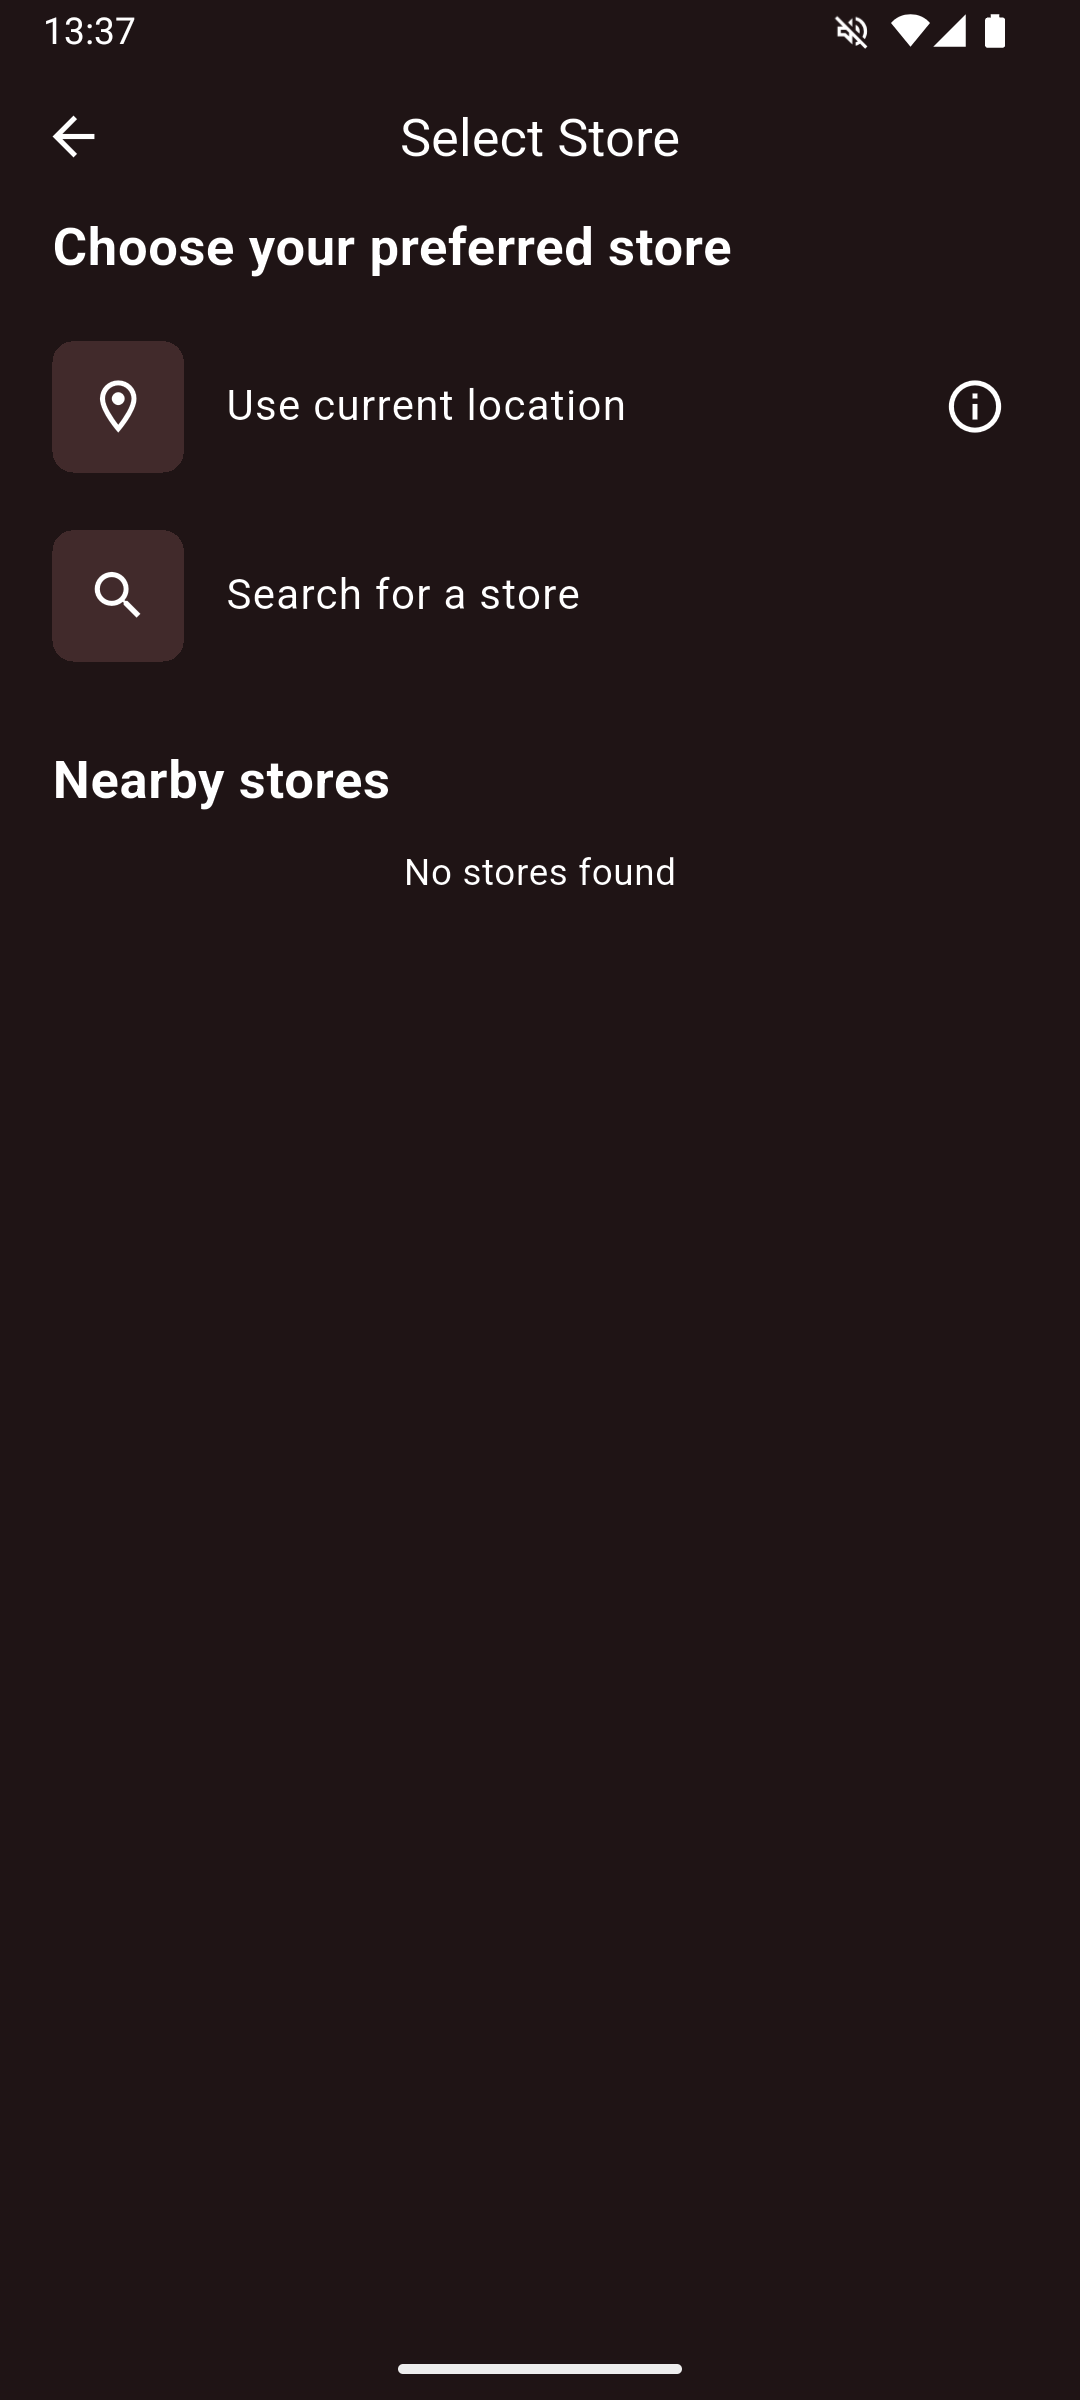 13:37
Select Store
Choose your preferred store
Use current location
Search for a store
Nearby stores
No stores found